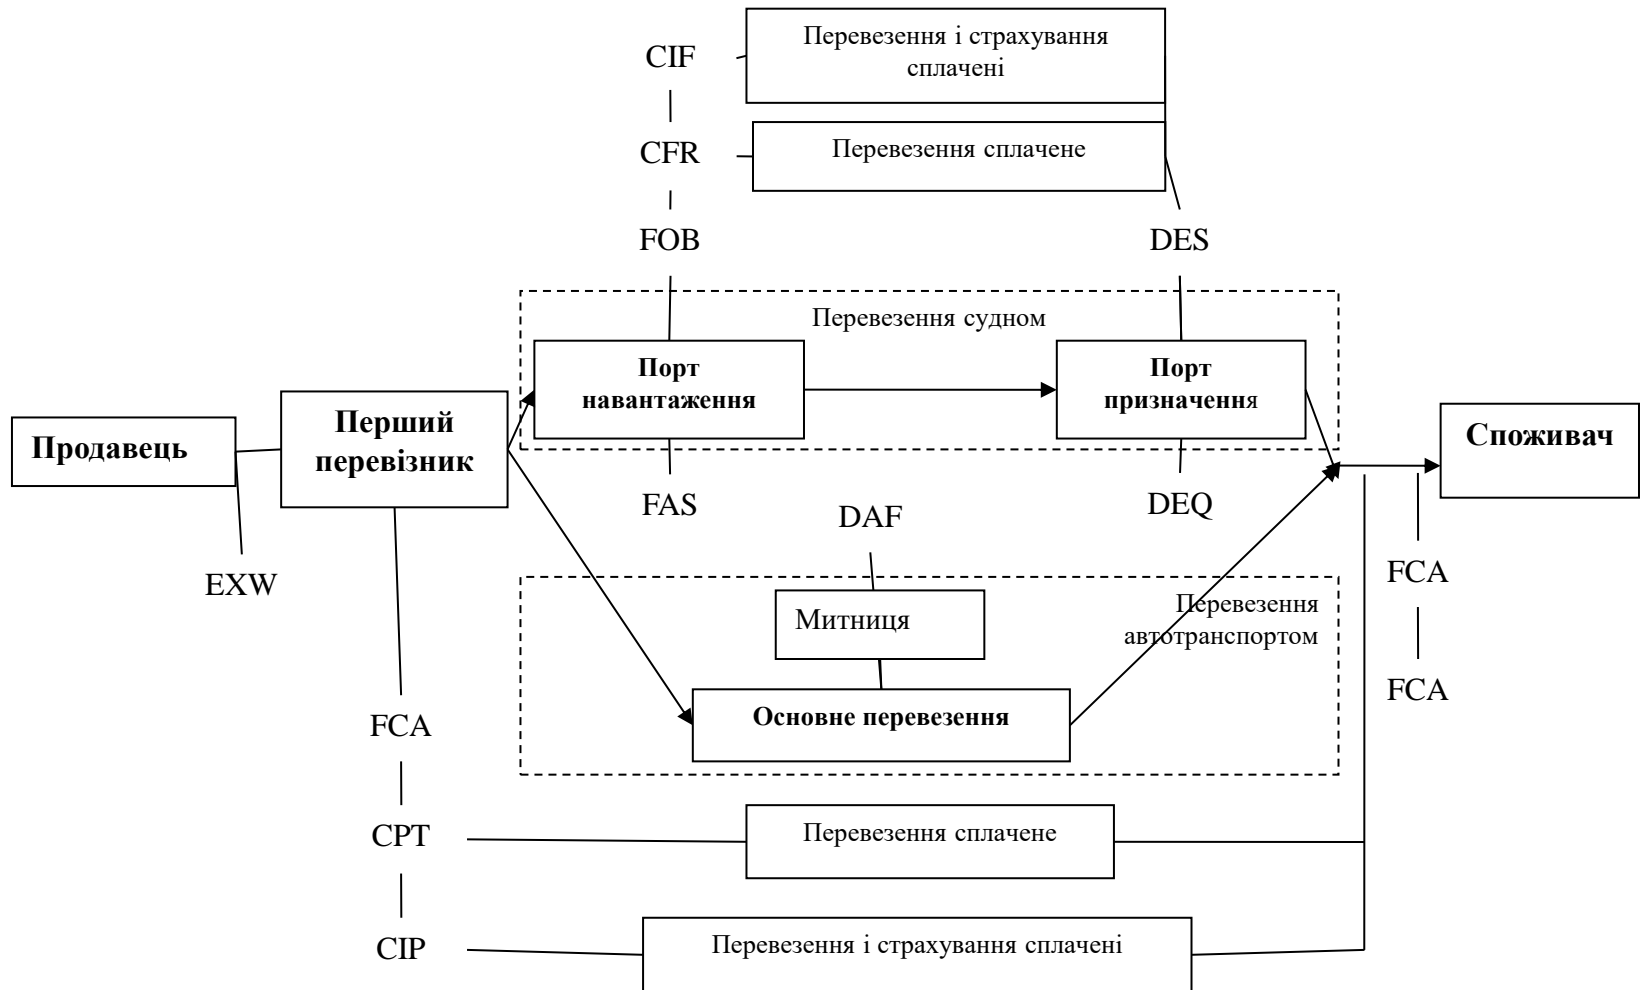 CIF
Перевезення і страхування
сплачені
CFR
Перевезення сплачене
FOB
DES
Перевезення судном
Порт
навантаження
Порт
призначення
Продавець
Перший
перевізник
Споживач
FAS
DAF
DEQ
EXW
FCA
Митниця
Перевезення
автотранспортом
FCA
Основне перевезення
FCA
CPT
Перевезення сплачене
CIP
Перевезення і страхування сплачені